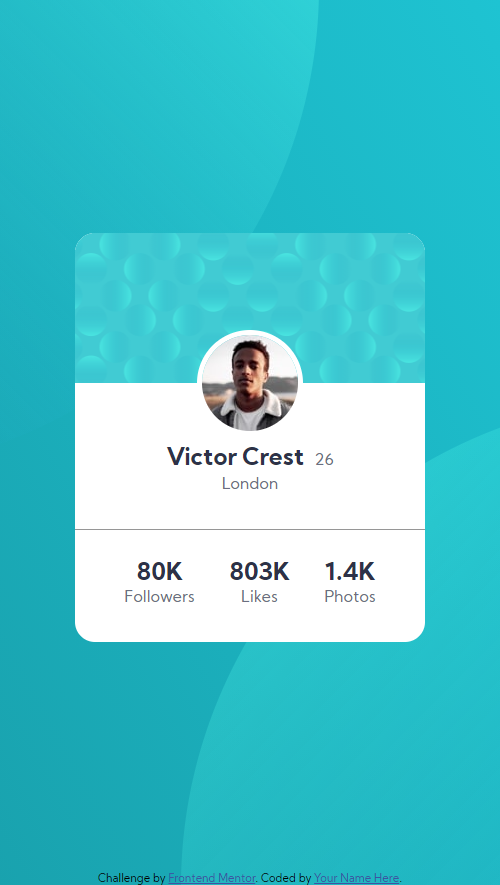 Victor Crest 26
London
80K 803K 1.4K
Followers Likes Photos
Challenge by Frontend Mentor. Coded by Your Name Here.